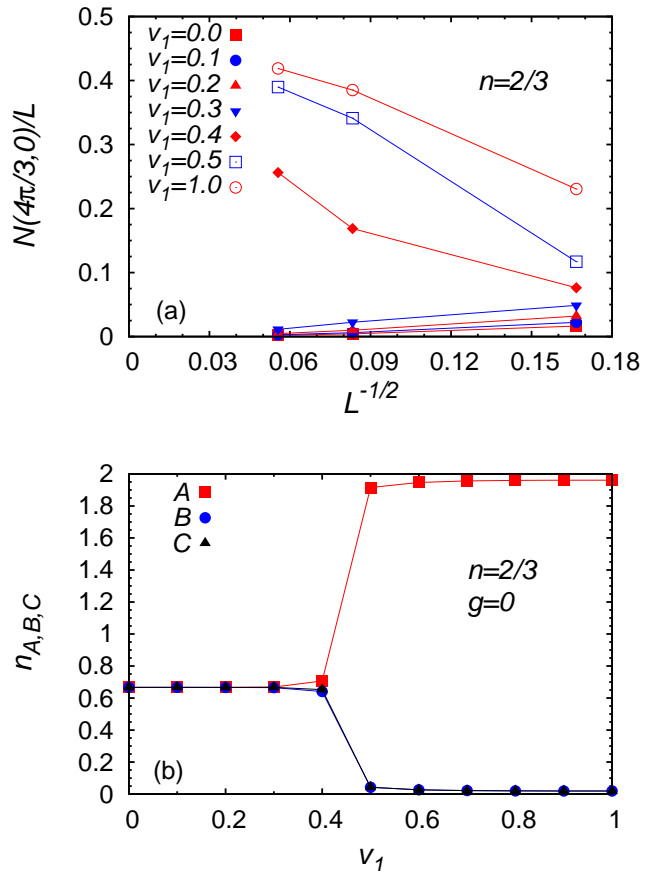 0.5
0.4
0.3
0.2
0.1
0
N(4π/3,0)/L
v1=0.0
v1=0.1
v1=0.2
v1=0.3
v1=0.4
v1=0.5
v1=1.0
n=2/3
(a)
0 0.03 0.06 0.09 0.12 0.15 0.18
L-1/2
2
1.8
1.6
1.4
1.2
1
0.8
0.6
0.4
0.2
0
nA,B,C
A
B
C
n=2/3
g=0
(b)
0 0.2 0.4 0.6 0.8 1
v1